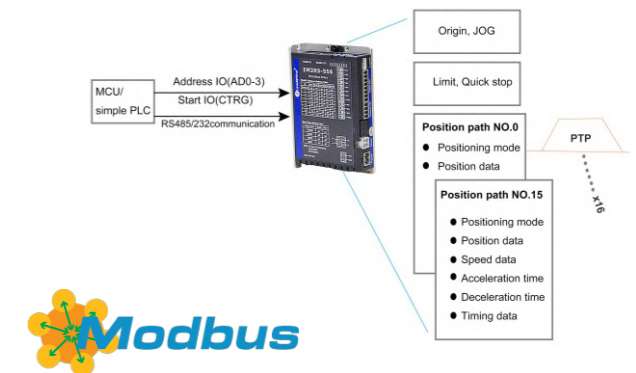 Origin, JOG
Limit, Quick stop
MCU/
simple PLC
Address IO(AD0-3)
Start IO(CTRG)
RS485/232communication
EM2RS-556
Position path NO.0
Positioning mode
Position data
PTP
x16
Position path NO.15
Positioning mode
Position data
Speed data
Acceleration time
Deceleration time
Timing data
Modbus